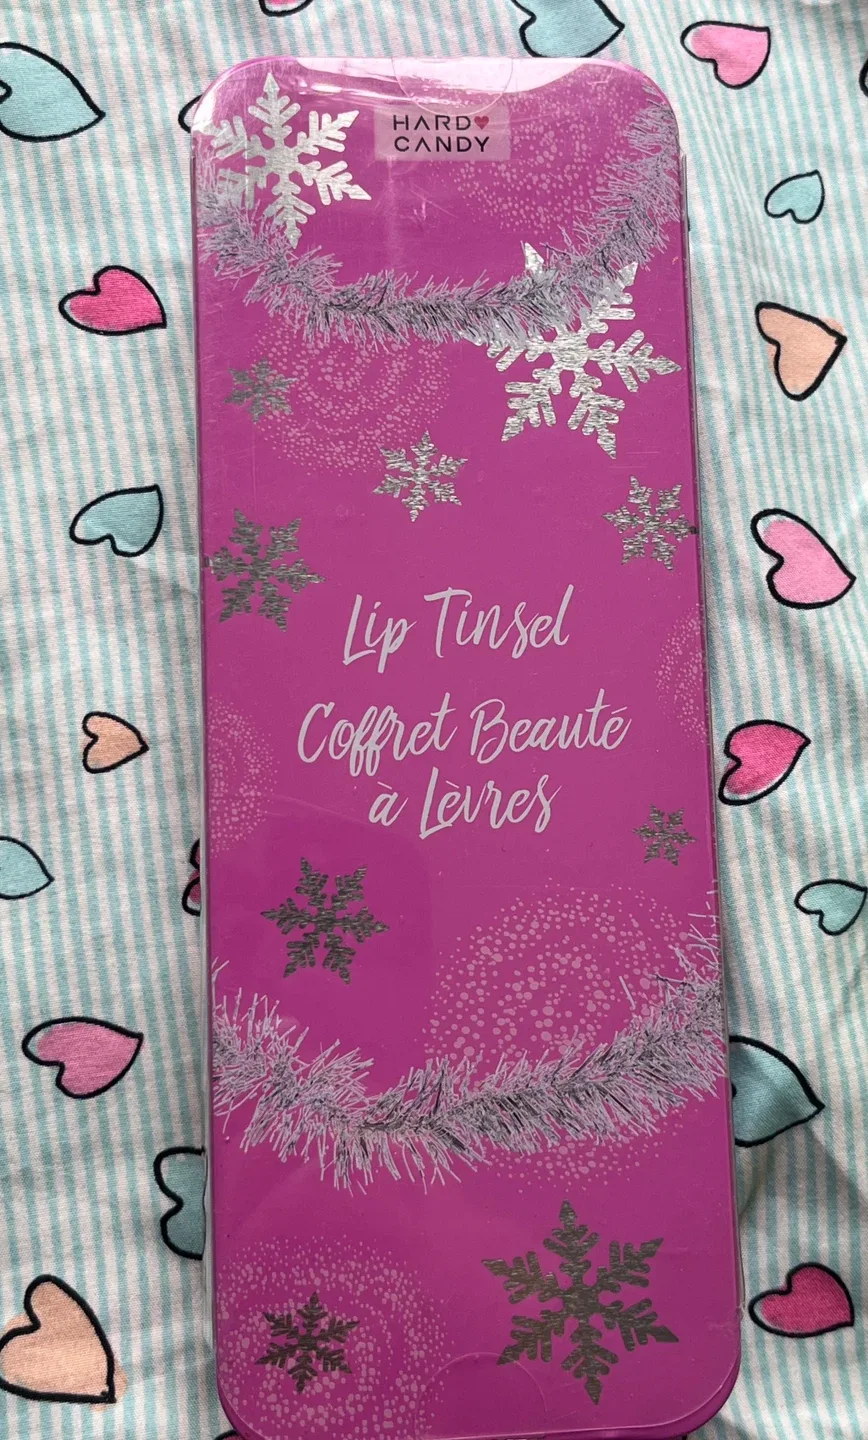 HARD
CANDY
Lip Tinsel
Coffret Beauté
à Lèvres